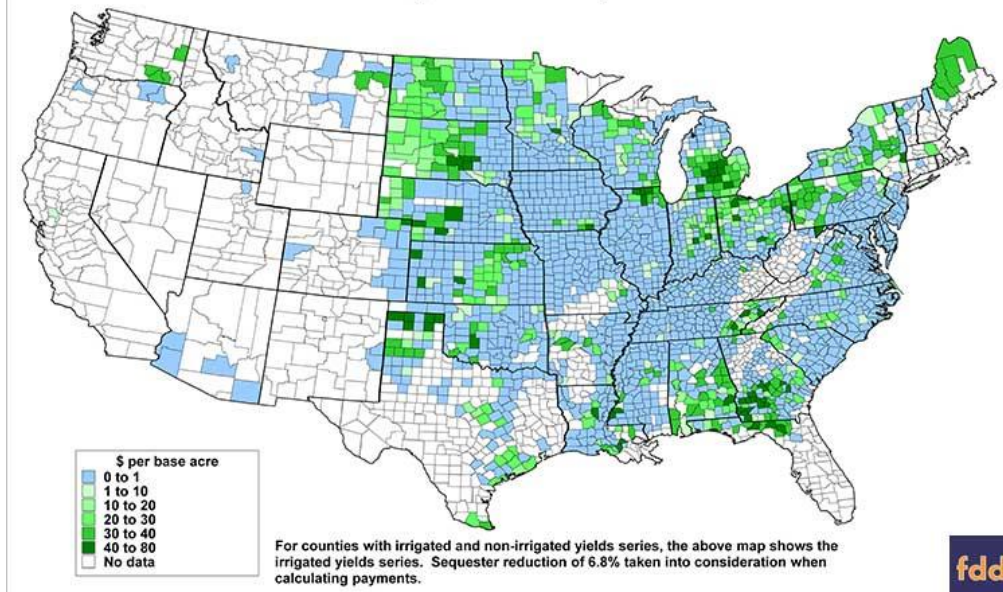 $ per base acre
0 to 1
1 to 10
10 to 20
20 to 30
30 to 40
40 to 80
No data
For counties with irrigated and non-irrigated yields series, the above map shows the
irrigated yields series. Sequester reduction of 6.8% taken into consideration when
calculating payments.
fdd